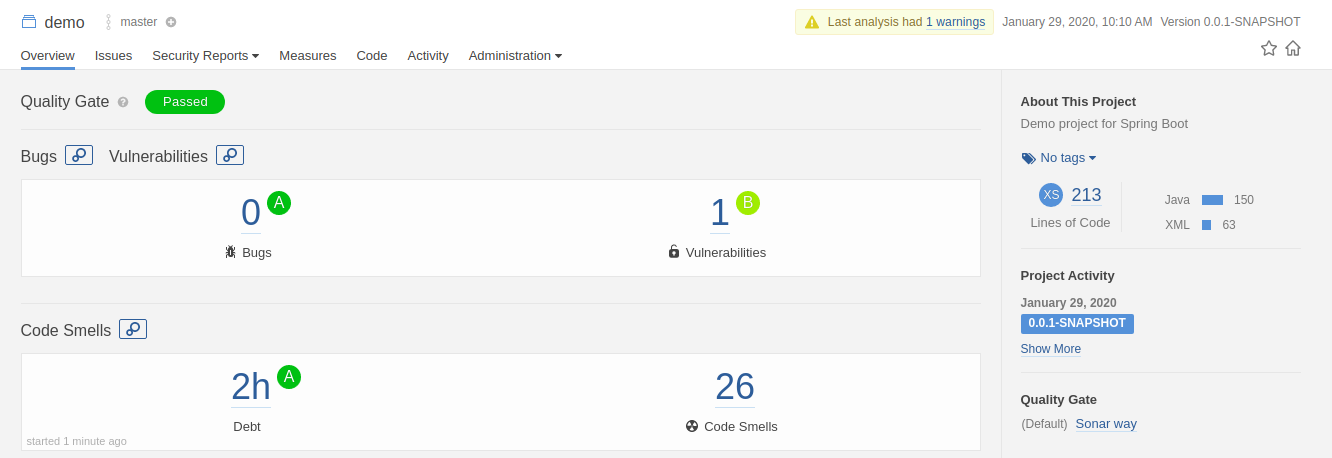 demo master Last analysis had 1 warnings January 29, 2020, 10:10 AM Version 0.0.1-SNAPSHOT
Overview Issues Security Reports Measures Code Activity Administration
Quality Gate ? Passed
Bugs Vulnerabilities
0 A 1 B
Bugs Vulnerabilities
Code Smells
2h A 26
Debt Code Smells
started 1 minute ago
About This Project
Demo project for Spring Boot
No tags
XS 213
Lines of Code
Java 150
XML 63
Project Activity
January 29, 2020
0.0.1-SNAPSHOT
Show More
Quality Gate
(Default) Sonar way